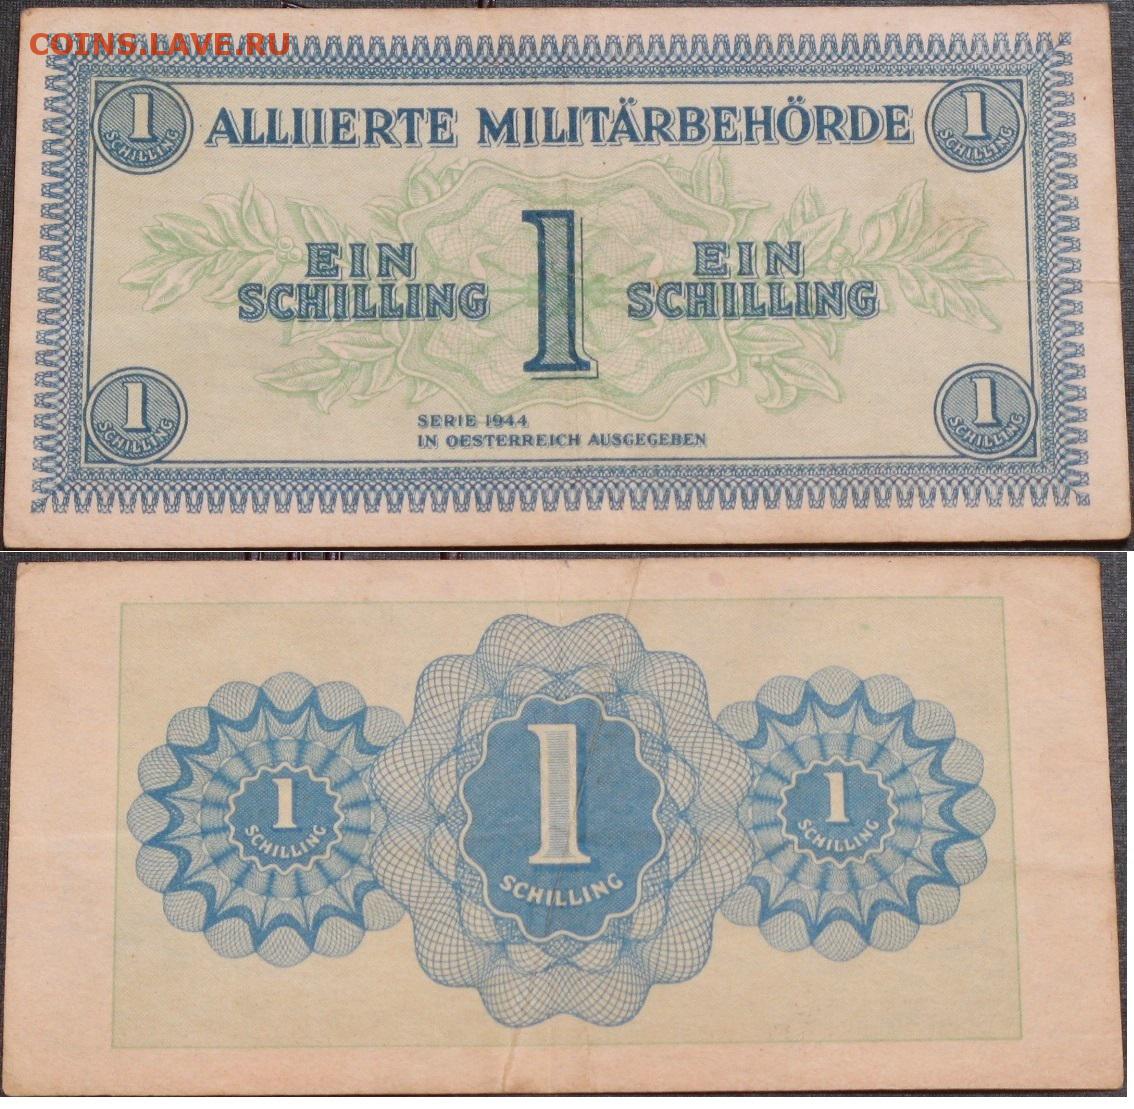 COINS.LAVE.RU
1 SCHILLING
ALLIIERTE MILITÄRBEHÖRDE
1 SCHILLING
EIN SCHILLING
1
EIN SCHILLING
1 SCHILLING
SERIE 1944
IN OESTERREICH AUSGEGEBEN
1 SCHILLING
1 SCHILLING
1 SCHILLING
1 SCHILLING